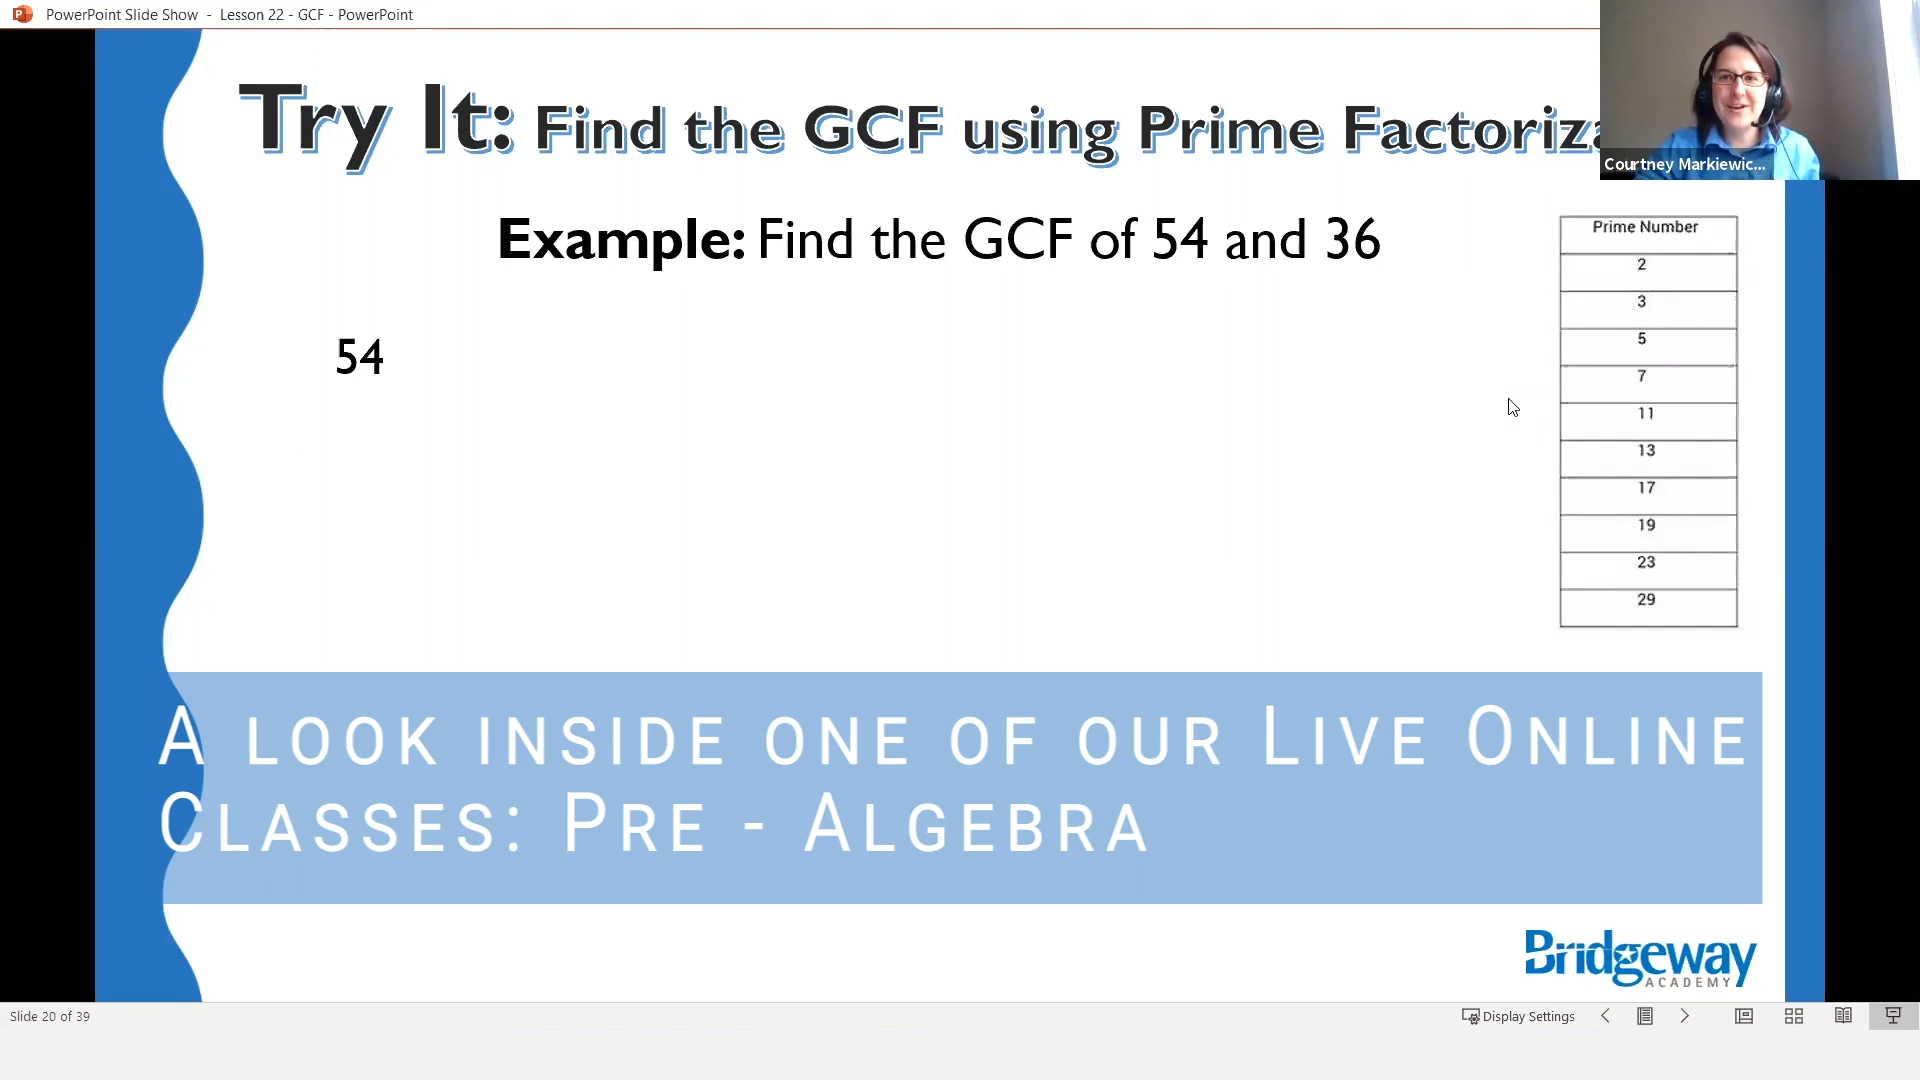 PowerPoint Slide Show - Lesson 22 - GCF - PowerPoint
Try It: Find the GCF using Prime
Courtney Markiewic...
Example: Find the GCF of 54 and 36
54
Prime Number
2
3
5
7
11
13
17
19
23
29
A LOOK INSIDE ONE OF OUR LIVE ONLINE
CLASSES: PRE - ALGEBRA
Bridgeway
ACADEMY
Slide 20 of 39
Display Settings